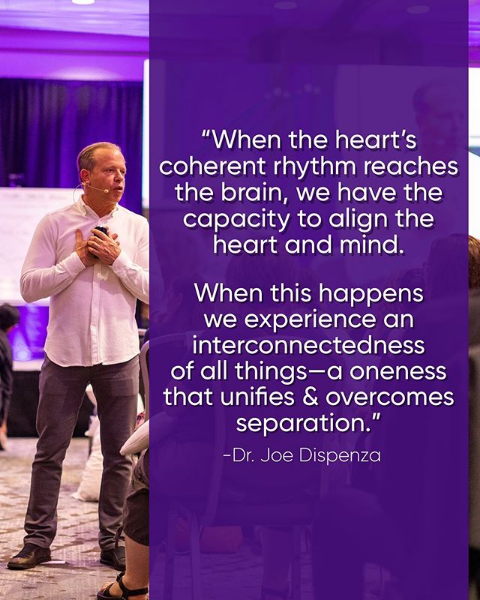 “When the heart’s
coherent rhythm reaches
the brain, we have the
capacity to align the
heart and mind.
When this happens
we experience an
interconnectedness
of all things—a oneness
that unifies & overcomes
separation.”
-Dr. Joe Dispenza